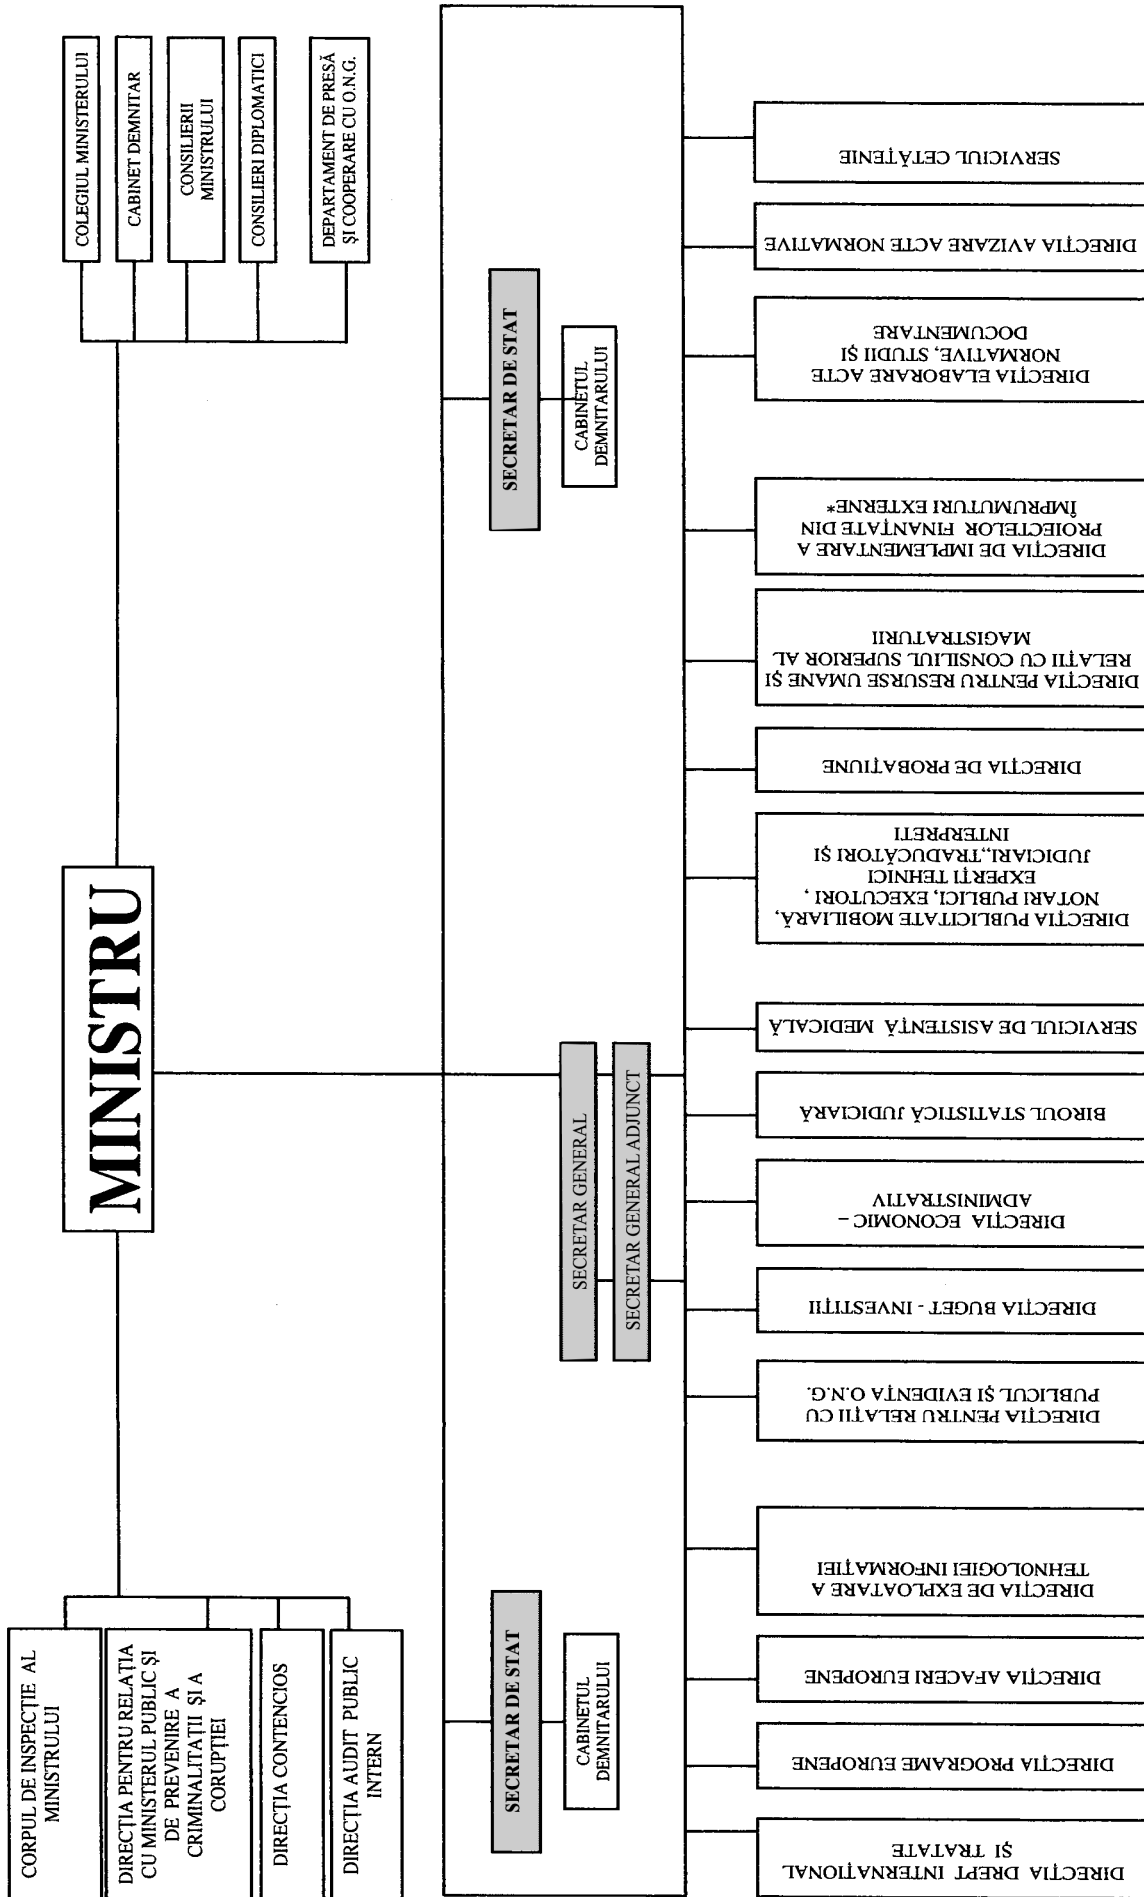 MINISTRU
CORPUL DE INSPECŢIE AL
MINISTRULUI
DIRECŢIA PENTRU RELAŢIA
CU MINISTERUL PUBLIC ŞI
DE PREVENIRE A
CRIMINALITAŢII ŞI A
CORUPŢIEI
DIRECŢIA CONTENCIOS
DIRECŢIA AUDIT PUBLIC
INTERN
COLEGIUL MINISTERULUI
CABINET DEMNITAR
CONSILIERII
MINISTRULUI
CONSILIERI DIPLOMATICI
DEPARTAMENT DE PRESĂ
ŞI COOPERARE CU O.N.G.
SECRETAR DE STAT
CABINETUL
DEMNITARULUI
SECRETAR GENERAL
SECRETAR GENERAL ADJUNCT
SECRETAR DE STAT
CABINETUL
DEMNITARULUI
DIRECŢIA DREPT INTERNAŢIONAL
ŞI TRATATE
DIRECŢIA PROGRAME EUROPENE
DIRECŢIA AFACERI EUROPENE
DIRECŢIA DE EXPLOATARE A
TEHNOLOGIEI INFORMAŢIEI
DIRECŢIA PENTRU RELAŢII CU
PUBLICUL ŞI EVIDENŢA O.N.G.
DIRECŢIA BUGET - INVESTIŢII
DIRECŢIA ECONOMIC –
ADMINISTRATIV
BIROUL STATISTICĂ JUDICIARĂ
SERVICIUL DE ASISTENŢĂ MEDICALĂ
DIRECŢIA PUBLICITATE MOBILIARĂ,
NOTARI PUBLICI, EXECUTORI ,
EXPERŢI TEHNICI
JUDICIARI,,TRADUCĂTORI ŞI
INTERPRETI
DIRECŢIA DE PROBAŢIUNE
DIRECŢIA PENTRU RESURSE UMANE ŞI
RELAŢII CU CONSILIUL SUPERIOR AL
MAGISTRATURII
DIRECŢIA DE IMPLEMENTARE A
PROIECTELOR FINANŢATE DIN
ÎMPRUMUTURI EXTERNE*
DIRECŢIA ELABORARE ACTE
NORMATIVE, STUDII ŞI
DOCUMENTARE
DIRECŢIA AVIZARE ACTE NORMATIVE
SERVICIUL CETĂŢENIE